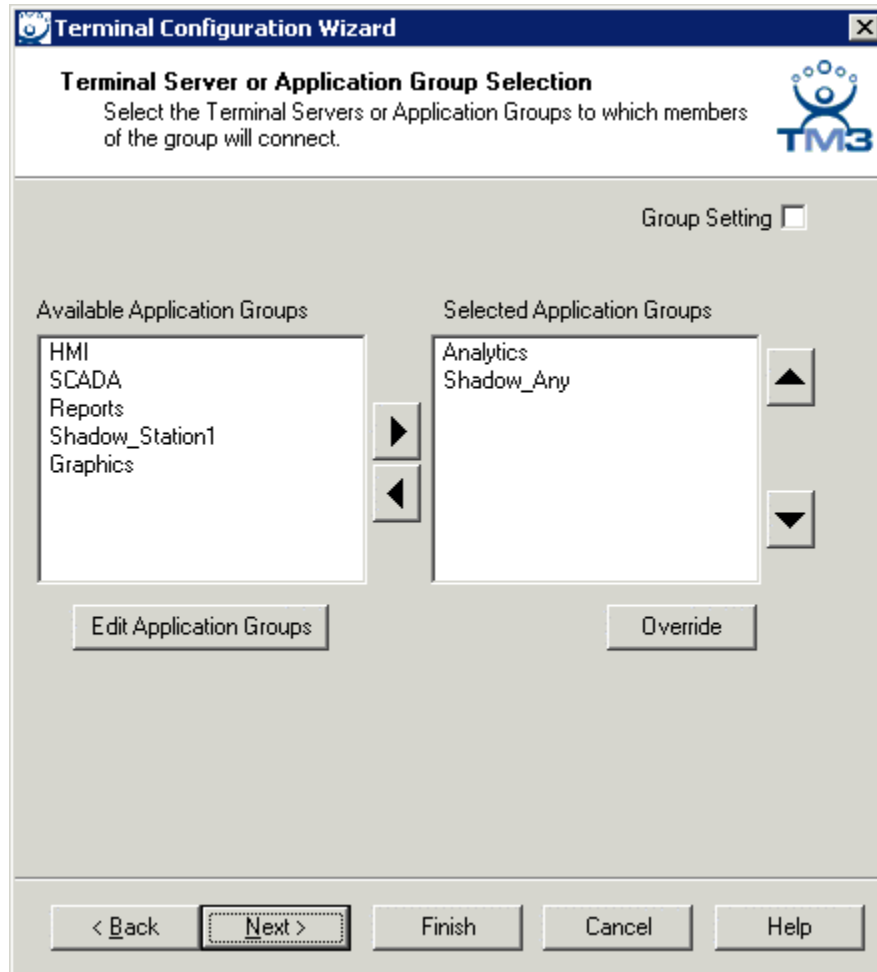 Terminal Configuration Wizard
Terminal Server or Application Group Selection
Select the Terminal Servers or Application Groups to which members
of the group will connect.
TM3
Group Setting
Available Application Groups
HMI
SCADA
Reports
Shadow_Station1
Graphics
Selected Application Groups
Analytics
Shadow_Any
Edit Application Groups
Override
< Back
Next >
Finish
Cancel
Help